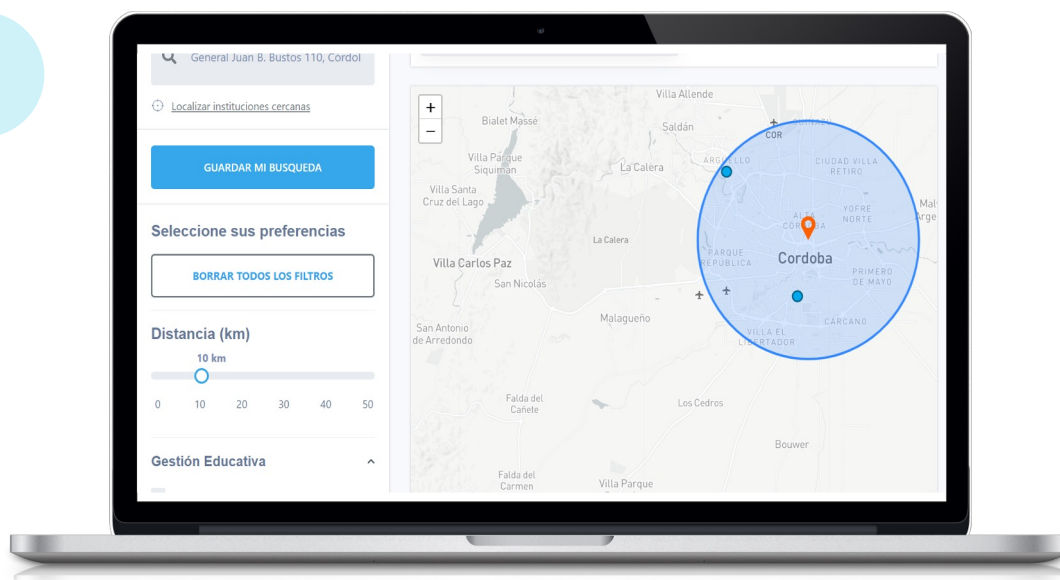 General Juan B. Bustos 110, Cordol
Localizar instituciones cercanas
GUARDAR MI BUSQUEDA
Seleccione sus preferencias
BORRAR TODOS LOS FILTROS
Distancia (km)
10 km
0 10 20 30 40 50
Gestión Educativa
+
−
Villa Allende
Bialet Massé
Saldán
COR
Villa Parque
Siquiman
La Calera
ARGÜELLO
CIUDAD VILLA
RETIRO
Villa Santa
Cruz del Lago
YOFRE
NORTE
ALTA
La Calera
Villa Carlos Paz
San Nicolás
PARQUE
REPÚBLICA
Cordoba
PRIMERO
DE MAYO
Malagueño
CARCANO
San Antonio
de Arredondo
VILLA EL
LIBERTADOR
Falda del
Cañete
Los Cedros
Bouwer
Falda del
Carmen
Villa Parque